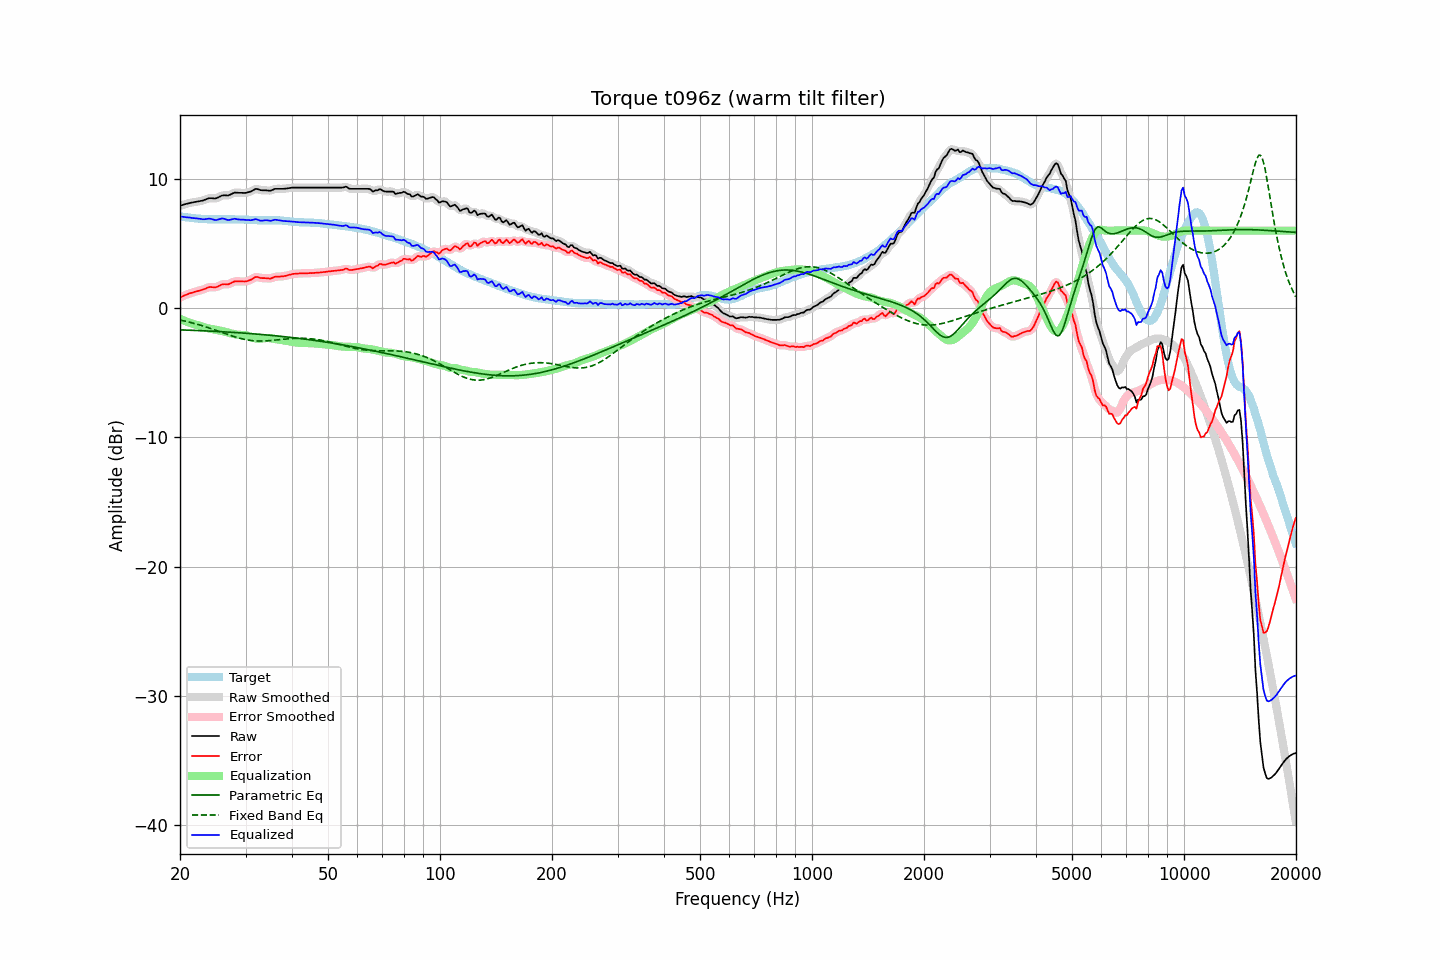 Torque t096z (warm tilt filter)
Amplitude (dBr)
10
0
−10
−20
−30
−40
Target
Raw Smoothed
Error Smoothed
Raw
Error
Equalization
Parametric Eq
Fixed Band Eq
Equalized
20
50
100
200
500
1000
2000
5000
10000
20000
Frequency (Hz)